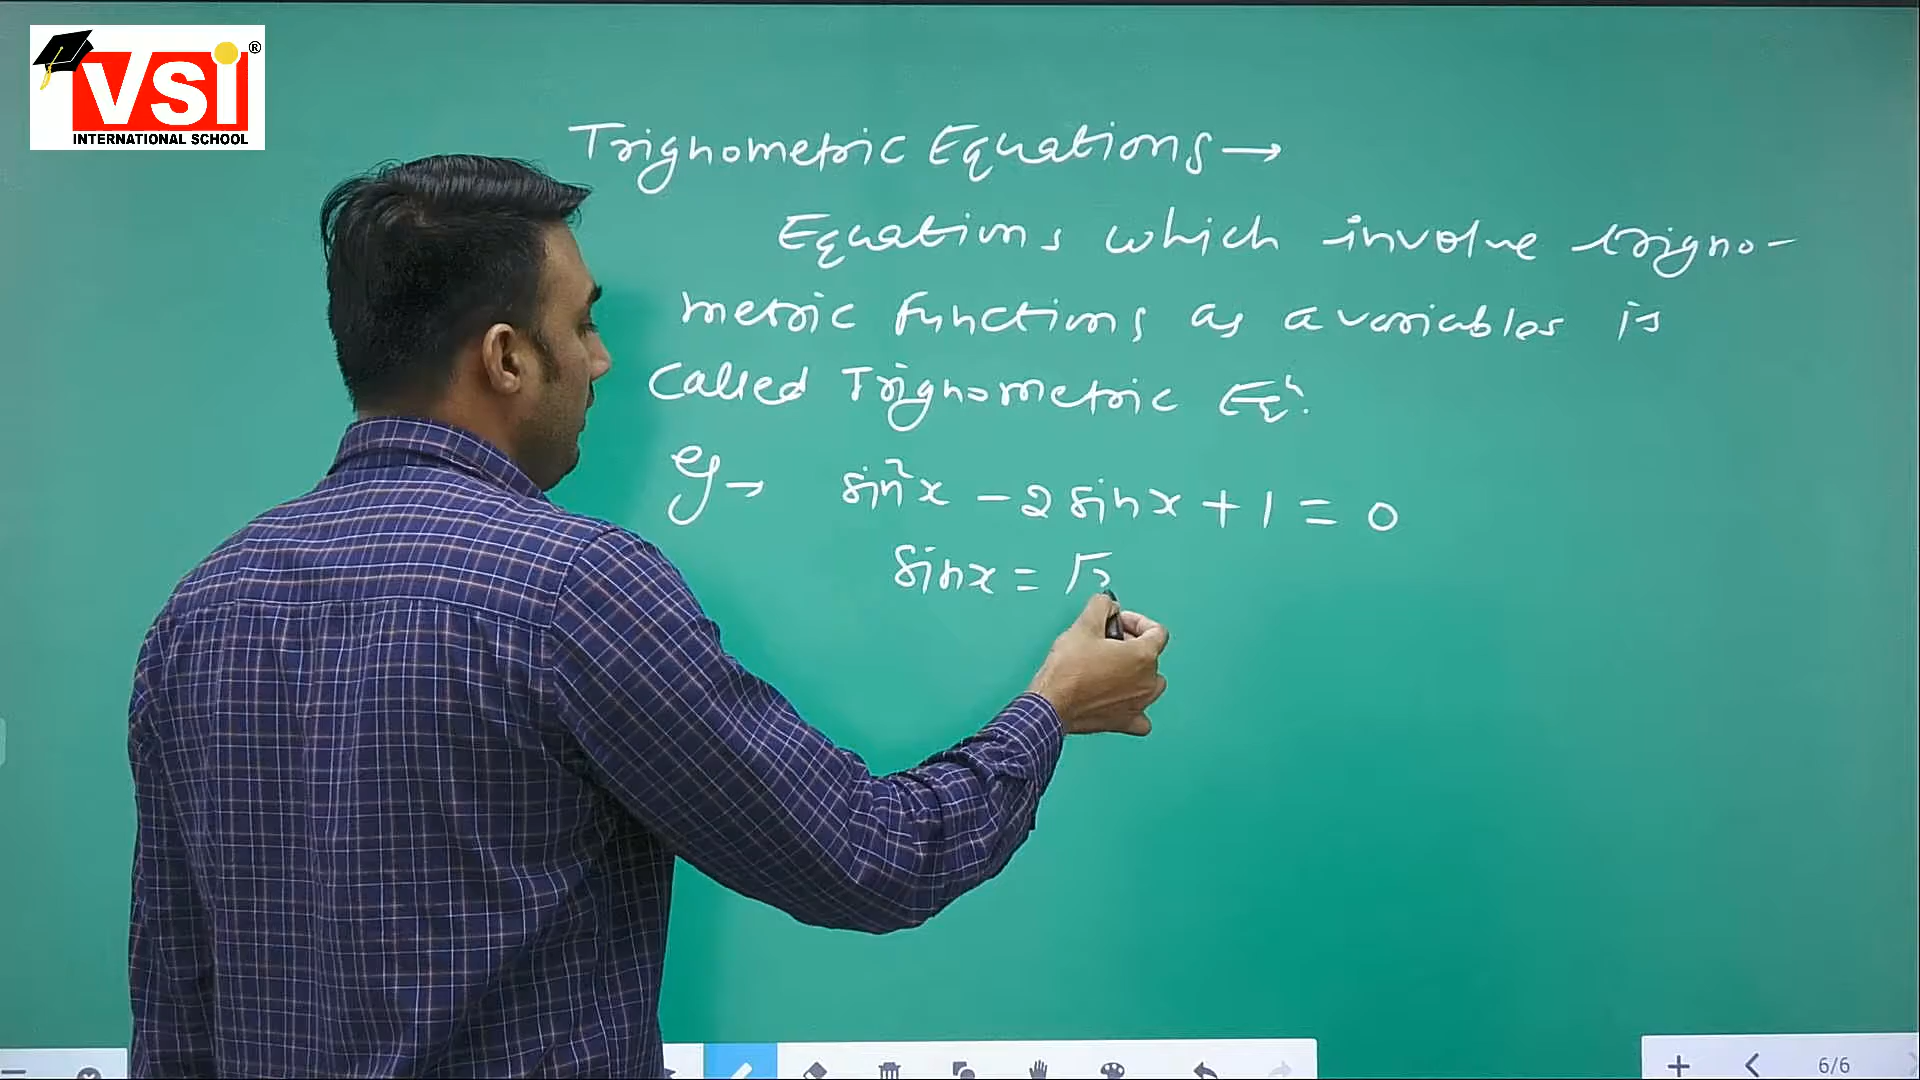 VSI ®
INTERNATIONAL SCHOOL
Trignometric Equations →
Equations which involve trigno-
metric functions as a variables is
called Trignometric Eqⁿ.
eg → sin²x - 2 sinx + 1 = 0
sinx = √3
6/6